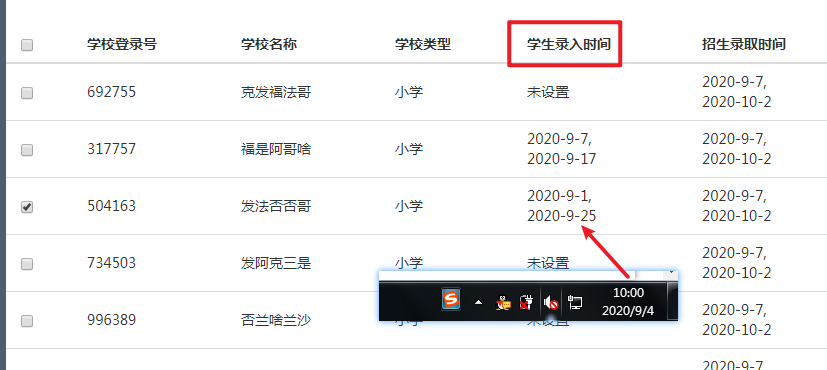 学校登录号 学校名称 学校类型 学生录入时间 招生录取时间
692755 克发福法哥 小学 未设置 2020-9-7,
2020-10-2
317757 福是阿哥啥 小学 2020-9-7, 2020-9-7,
2020-9-17 2020-10-2
504163 发法否否哥 小学 2020-9-1, 2020-9-7,
2020-9-25 2020-10-2
734503 发阿克三是 小学 未设置 2020-9-7,
2020-10-2
10:00
2020/9/4
996389 否兰啥兰沙 小学 未设置 2020-9-7,
2020-10-2
2020-9-7